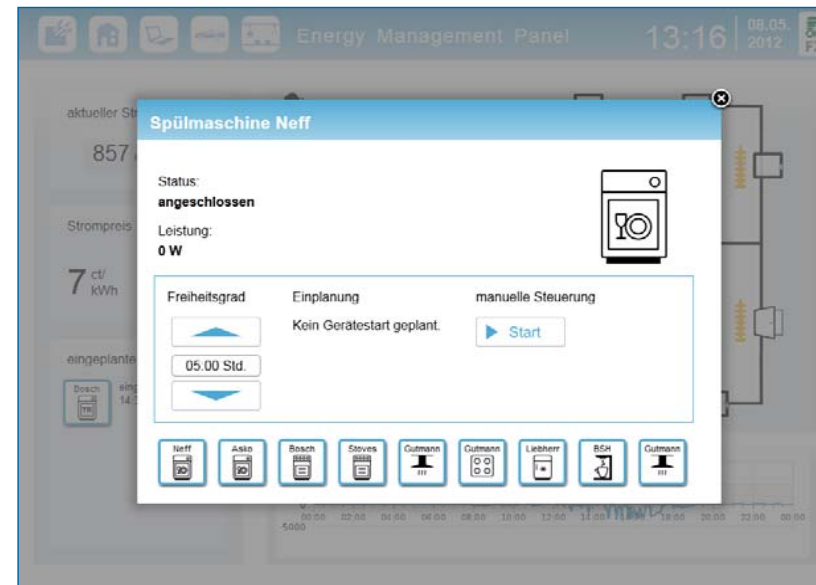 Energy Management Panel
13:16
08.05.
2012
aktueller Str
857
Strompreis
7 ct/
kWh
eingeplante
Bosch
14:
Spülmaschine Neff
Status:
angeschlossen
Leistung:
0 W
Freiheitsgrad
Einplanung
manuelle Steuerung
Kein Gerätestart geplant.
Start
05.00 Std.
Neff
Asko
Bosch
Stoves
Gutmann
Gutmann
Liebherr
BSH
Gutmann
00:00 02:00 04:00 06:00 08:00 10:00 12:00 14:00 18:00 20:00 22:00 00:00
5000